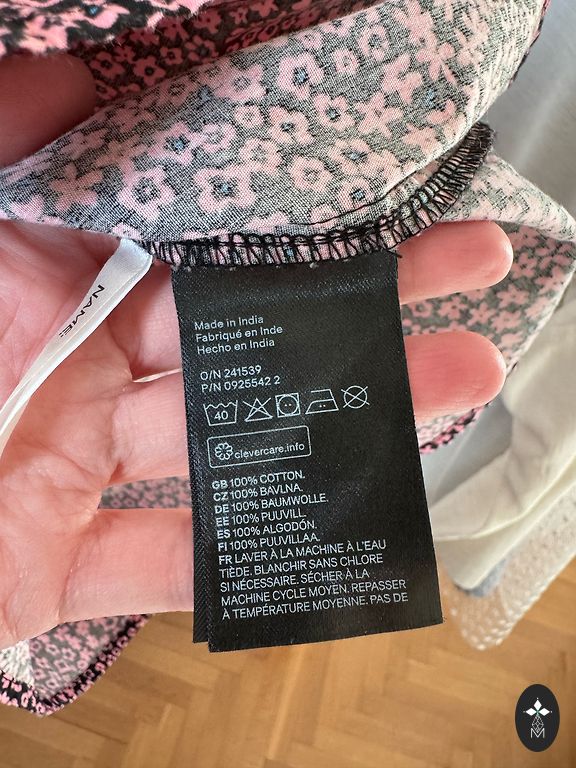 NAME:
Made in India
Fabriqué en Inde
Hecho en India
O/N 241539
P/N 0925542 2
40
clevercare.info
GB 100% COTTON.
CZ 100% BAVLNA.
DE 100% BAUMWOLLE.
EE 100% PUUVILL.
ES 100% ALGODÓN.
FI 100% PUUVILLAA.
FR LAVER À LA MACHINE À L'EAU
TIÈDE. BLANCHIR SANS CHLORE
SI NÉCESSAIRE. SÉCHER À LA
MACHINE CYCLE MOYEN. REPASSER
À TEMPÉRATURE MOYENNE. PAS DE